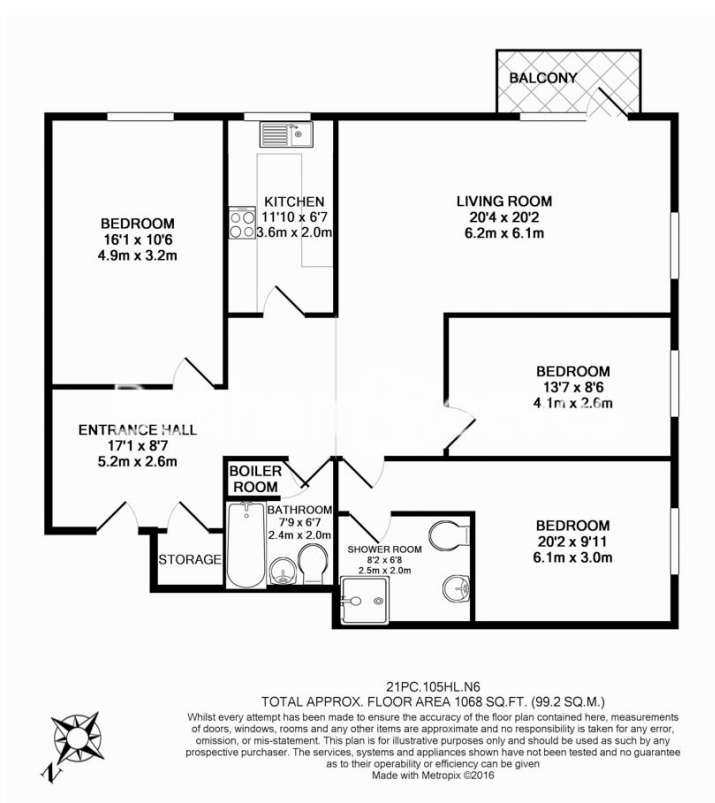 BALCONY
BEDROOM
16'1 x 10'6
4.9m x 3.2m
KITCHEN
11'10 x 6'7
3.6m x 2.0m
LIVING ROOM
20'4 x 20'2
6.2m x 6.1m
BEDROOM
13'7 x 8'6
4.1m x 2.6m
ENTRANCE HALL
17'1 x 8'7
5.2m x 2.6m
BOILER
ROOM
BATHROOM
7'9 x 6'7
2.4m x 2.0m
STORAGE
SHOWER ROOM
8'2 x 6'8
2.5m x 2.0m
BEDROOM
20'2 x 9'11
6.1m x 3.0m
21PC.105HL.N6
TOTAL APPROX. FLOOR AREA 1068 SQ.FT. (99.2 SQ.M.)
Whilst every attempt has been made to ensure the accuracy of the floor plan contained here, measurements
of doors, windows, rooms and any other items are approximate and no responsibility is taken for any error,
omission, or mis-statement. This plan is for illustrative purposes only and should be used as such by any
prospective purchaser. The services, systems and appliances shown have not been tested and no guarantee
as to their operability or efficiency can be given
Made with Metropix ©2016
N